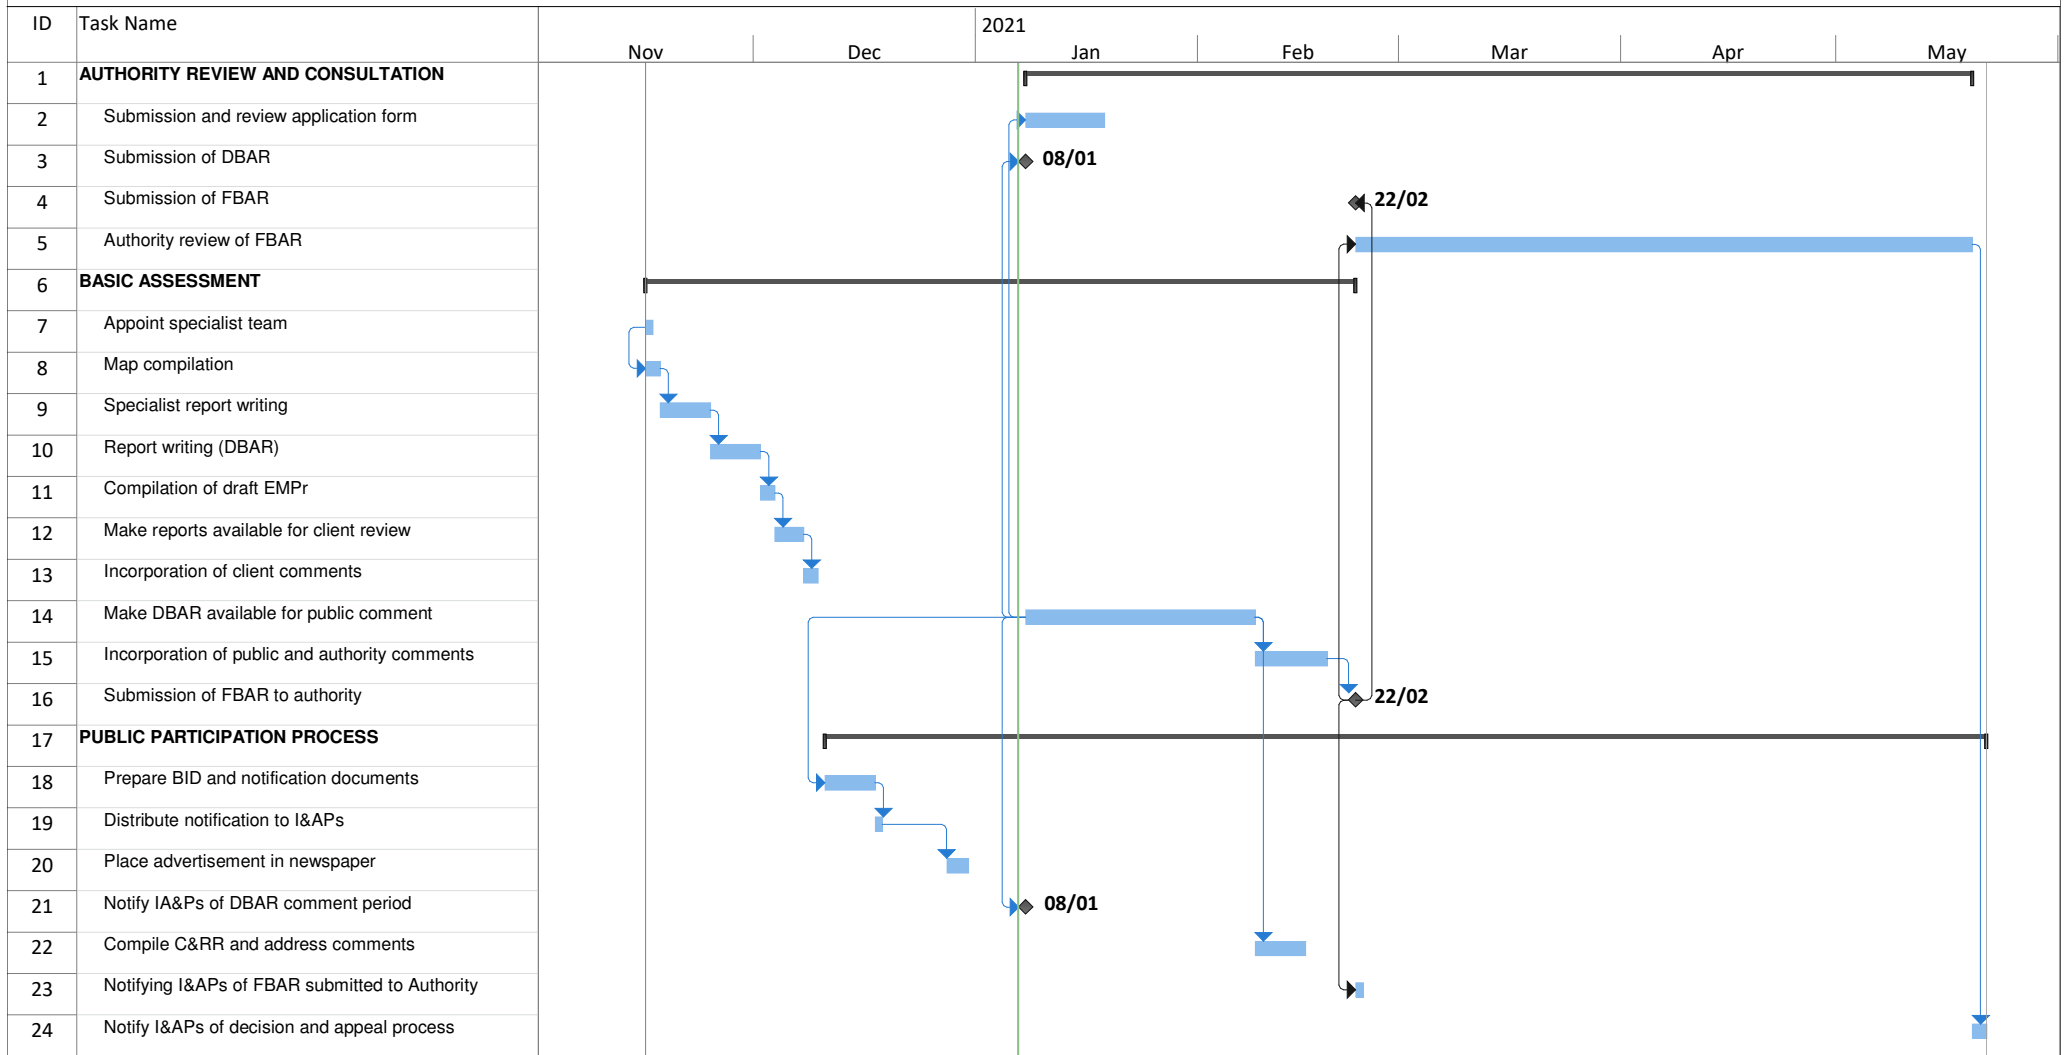 ID Task Name 2021
Nov Dec Jan Feb Mar Apr May
1 AUTHORITY REVIEW AND CONSULTATION
2 Submission and review application form
3 Submission of DBAR 08/01
4 Submission of FBAR 22/02
5 Authority review of FBAR
6 BASIC ASSESSMENT
7 Appoint specialist team
8 Map compilation
9 Specialist report writing
10 Report writing (DBAR)
11 Compilation of draft EMPr
12 Make reports available for client review
13 Incorporation of client comments
14 Make DBAR available for public comment
15 Incorporation of public and authority comments
16 Submission of FBAR to authority 22/02
17 PUBLIC PARTICIPATION PROCESS
18 Prepare BID and notification documents
19 Distribute notification to I&APs
20 Place advertisement in newspaper
21 Notify IA&Ps of DBAR comment period 08/01
22 Compile C&RR and address comments
23 Notifying I&APs of FBAR submitted to Authority
24 Notify I&APs of decision and appeal process